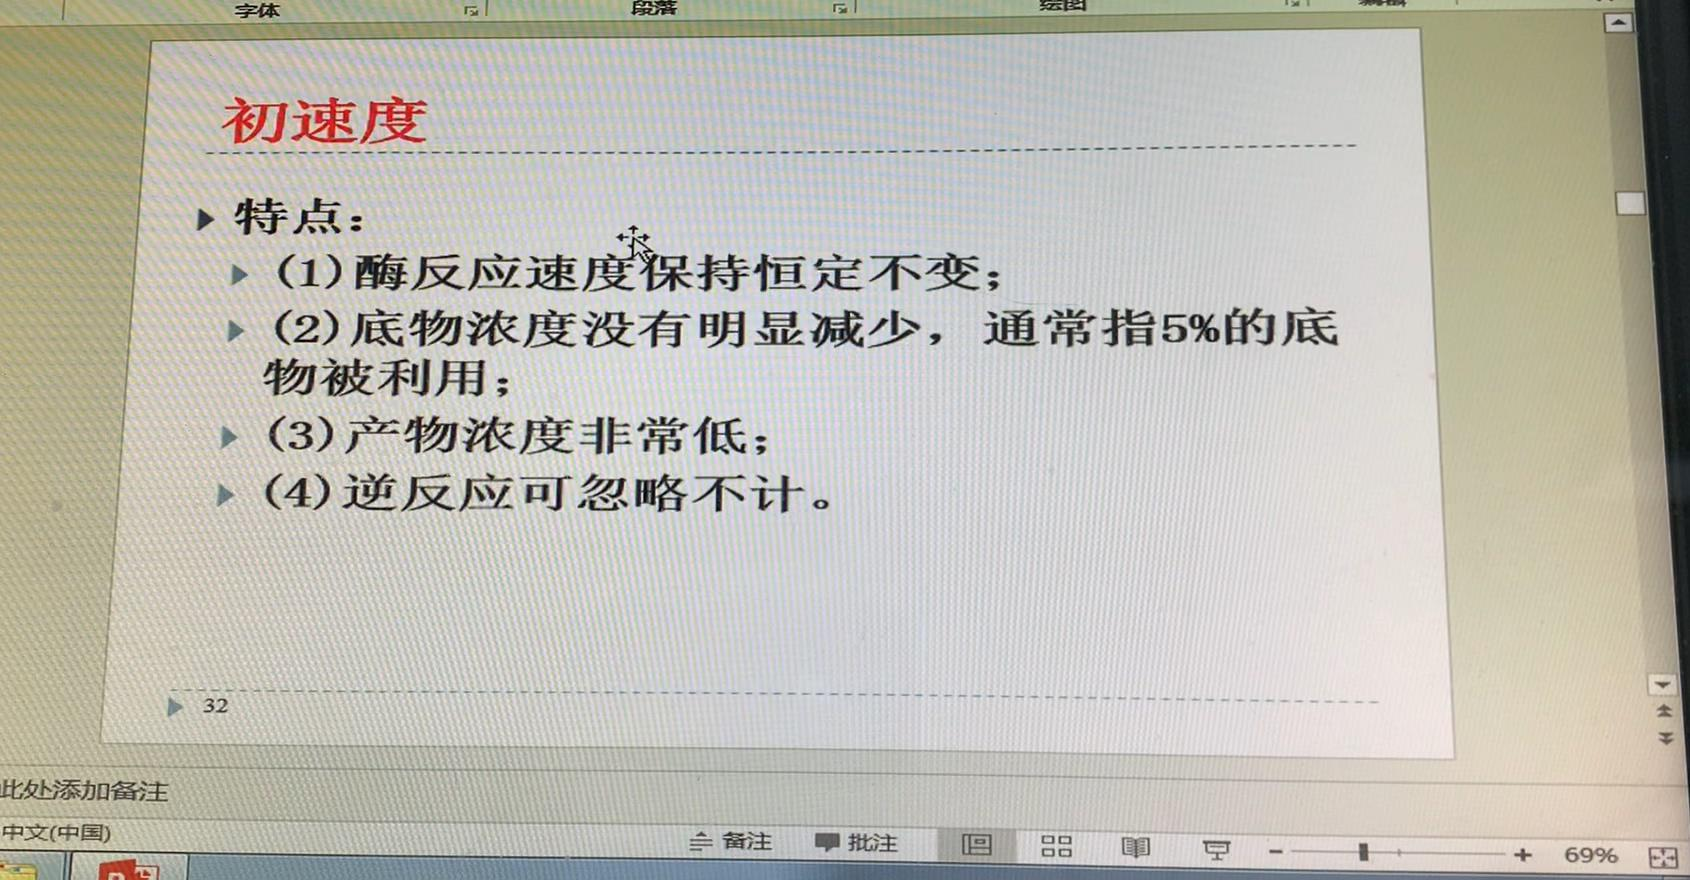 字体
段落
绘图
初速度
特点：
(1)酶反应速度保持恒定不变；
(2)底物浓度没有明显减少，通常指5%的底
物被利用；
(3)产物浓度非常低；
(4)逆反应可忽略不计。
32
此处添加备注
中文(中国)
备注
批注
69%